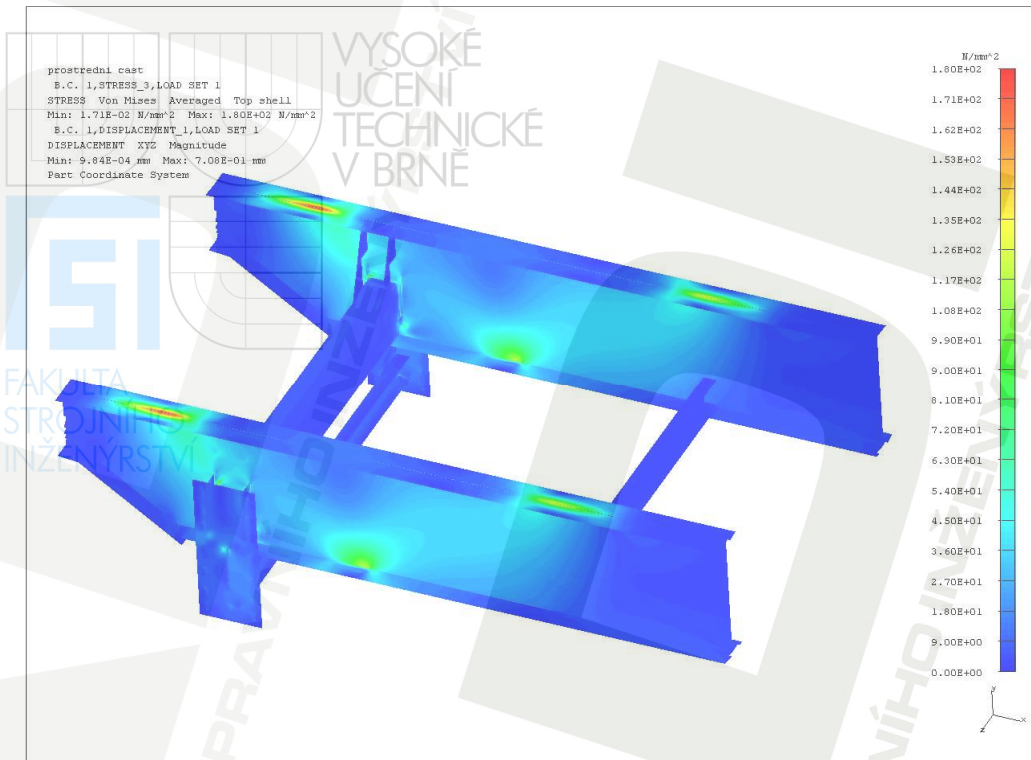 VYSOKÉ
UČENÍ
TECHNICKÉ
V BRNĚ
prostredni cast
B.C. 1,STRESS_3,LOAD SET 1
STRESS Von Mises Averaged Top shell
Min: 1.71E-02 N/mm^2 Max: 1.80E+02 N/mm^2
B.C. 1,DISPLACEMENT_1,LOAD SET 1
DISPLACEMENT XYZ Magnitude
Min: 9.84E-04 mm Max: 7.08E-01 mm
Part Coordinate System
FAKULTA
STROJNÍHO
INŽENÝRSTVÍ
N/mm^2
1.80E+02
1.71E+02
1.62E+02
1.53E+02
1.44E+02
1.35E+02
1.26E+02
1.17E+02
1.08E+02
9.90E+01
9.00E+01
8.10E+01
7.20E+01
6.30E+01
5.40E+01
4.50E+01
3.60E+01
2.70E+01
1.80E+01
9.00E+00
0.00E+00
y
x
z